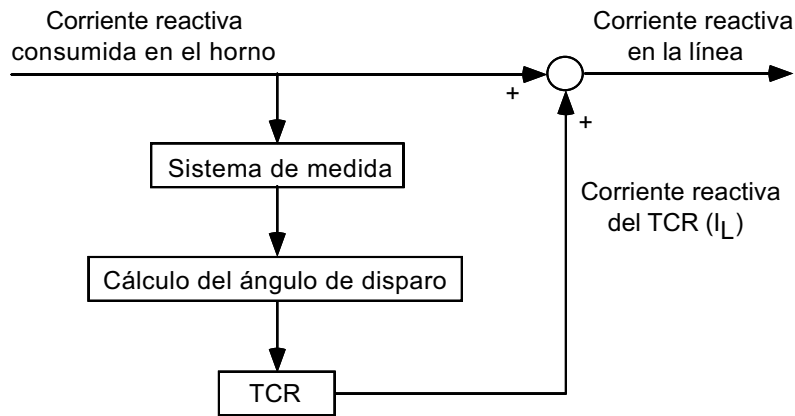 Corriente reactiva
consumida en el horno
Corriente reactiva
en la línea
+
+
Sistema de medida
Corriente reactiva
del TCR (I_L)
Cálculo del ángulo de disparo
TCR